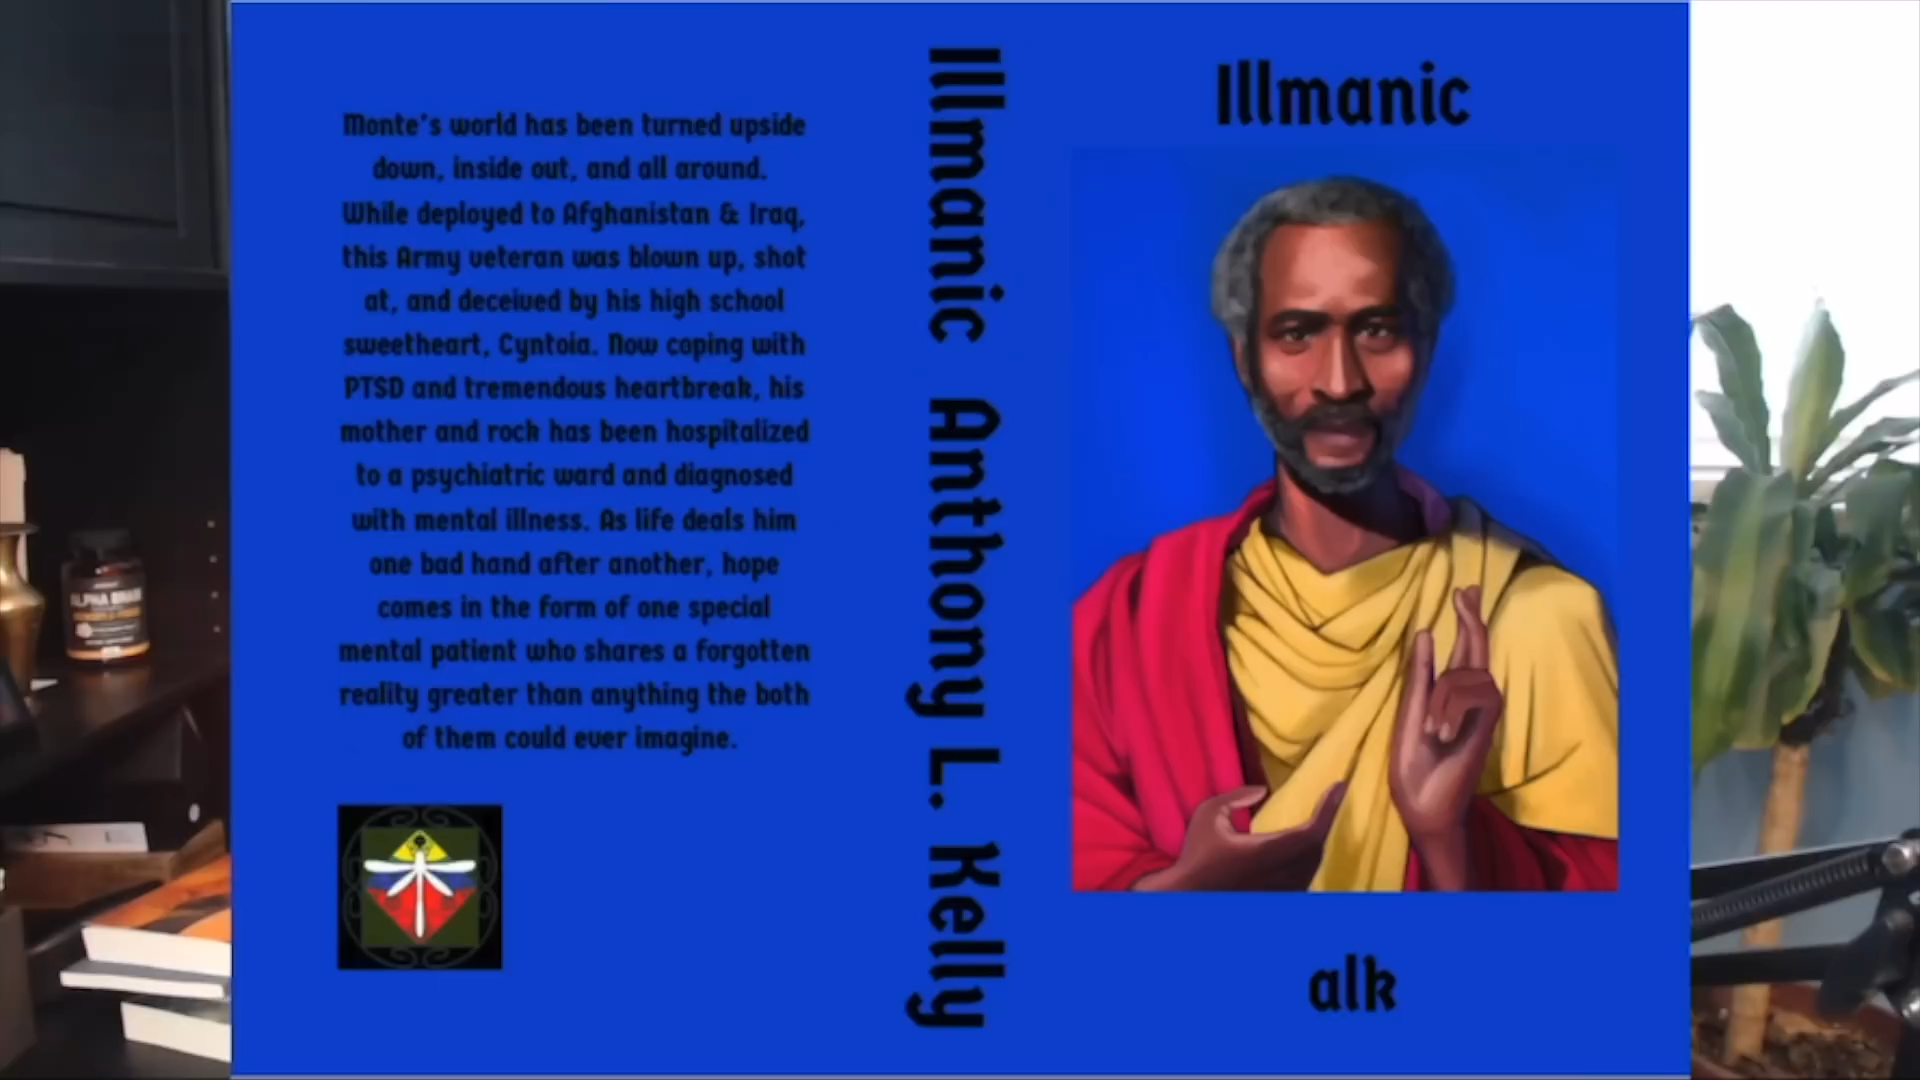 Monte's world has been turned upside
down, inside out, and all around.
While deployed to Afghanistan & Iraq,
this Army veteran was blown up, shot
at, and deceived by his high school
sweetheart, Cyntoia. Now coping with
PTSD and tremendous heartbreak, his
mother and rock has been hospitalized
to a psychiatric ward and diagnosed
with mental illness. As life deals him
one bad hand after another, hope
comes in the form of one special
mental patient who shares a forgotten
reality greater than anything the both
of them could ever imagine.
Illmanic Anthony L. Kelly
Illmanic
alk
ALPHA BRAIN